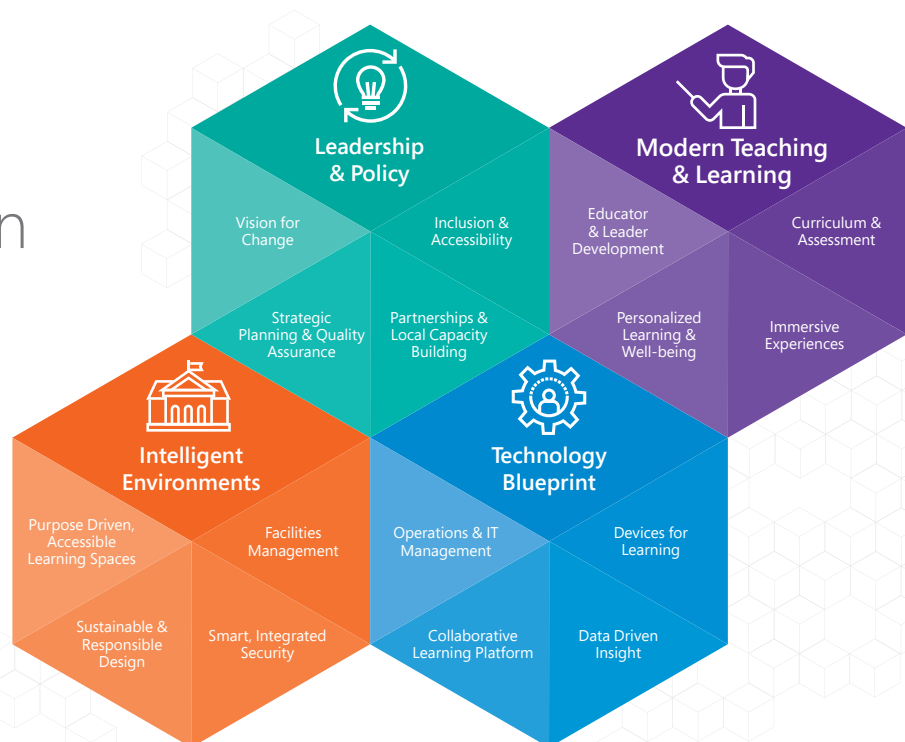 n
Leadership
& Policy
Vision for
Change
Inclusion &
Accessibility
Strategic
Planning & Quality
Assurance
Partnerships &
Local Capacity
Building
Modern Teaching
& Learning
Educator
& Leader
Development
Curriculum &
Assessment
Personalized
Learning &
Well-being
Immersive
Experiences
Intelligent
Environments
Purpose Driven,
Accessible
Learning Spaces
Facilities
Management
Sustainable &
Responsible
Design
Smart, Integrated
Security
Technology
Blueprint
Operations & IT
Management
Devices for
Learning
Collaborative
Learning Platform
Data Driven
Insight